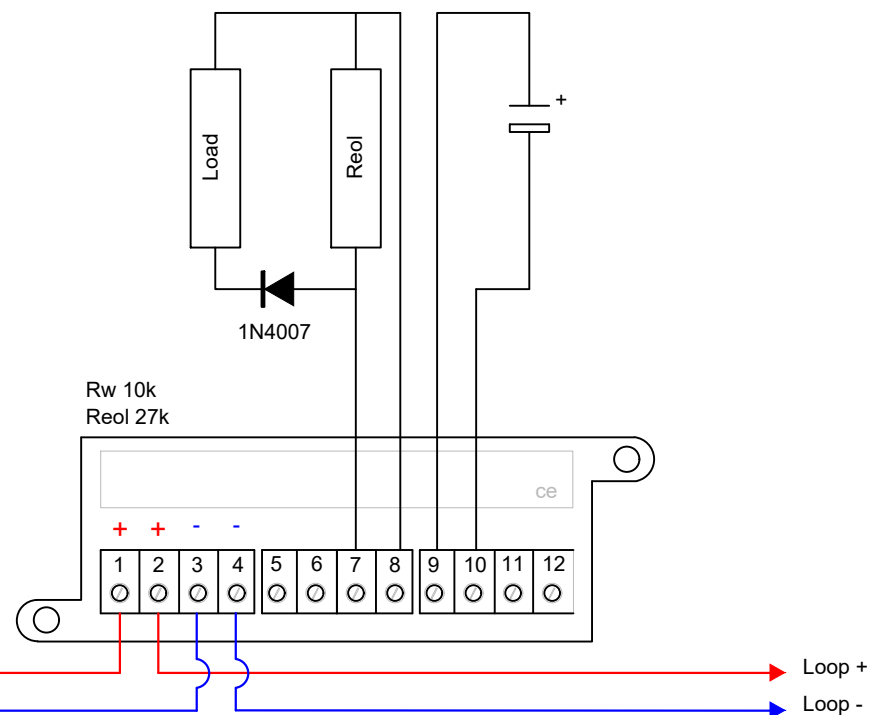 +
Load
Reol
1N4007
Rw 10k
Reol 27k
ce
+ + - -
1 2 3 4 5 6 7 8 9 10 11 12
Loop +
Loop -